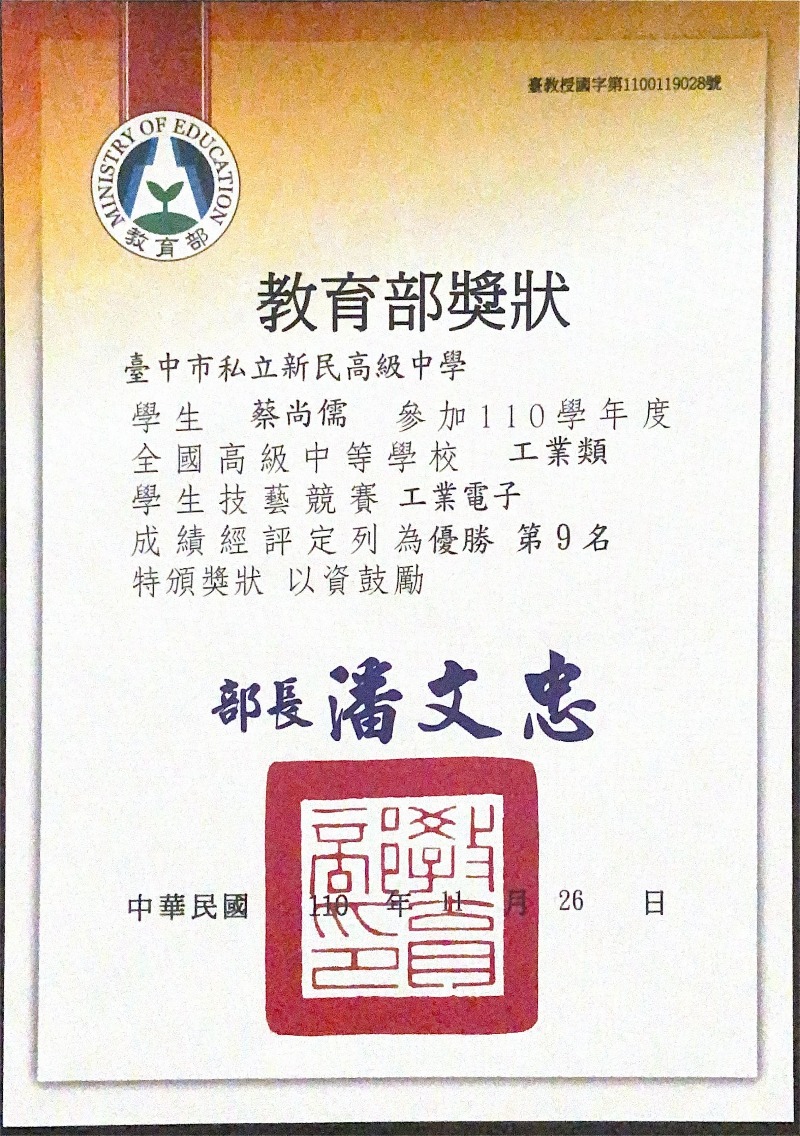 臺教授國字第1100119028號
MINISTRY OF EDUCATION
教育部
教育部獎狀
臺中市私立新民高級中學
學生 蔡尚儒 參加110學年度
全國高級中等學校 工業類
學生技藝競賽 工業電子
成績經評定列為優勝 第9名
特頒獎狀 以資鼓勵
部長 潘文忠
教育部印
中華民國 110 年 11 月 26 日